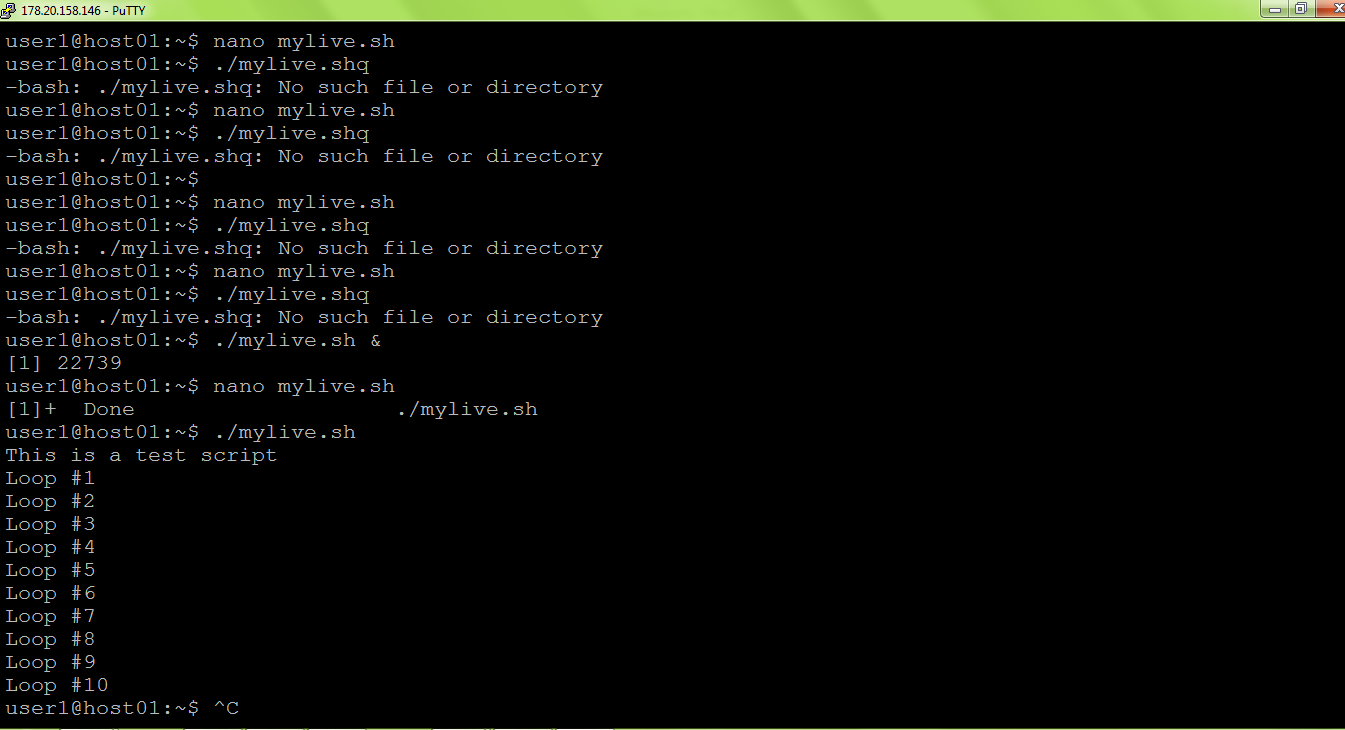 178.20.158.146 - PuTTY
user1@host01:~$ nano mylive.sh
user1@host01:~$ ./mylive.shq
-bash: ./mylive.shq: No such file or directory
user1@host01:~$ nano mylive.sh
user1@host01:~$ ./mylive.shq
-bash: ./mylive.shq: No such file or directory
user1@host01:~$
user1@host01:~$ nano mylive.sh
user1@host01:~$ ./mylive.shq
-bash: ./mylive.shq: No such file or directory
user1@host01:~$ nano mylive.sh
user1@host01:~$ ./mylive.shq
-bash: ./mylive.shq: No such file or directory
user1@host01:~$ ./mylive.sh &
[1] 22739
user1@host01:~$ nano mylive.sh
[1]+  Done                    ./mylive.sh
user1@host01:~$ ./mylive.sh
This is a test script
Loop #1
Loop #2
Loop #3
Loop #4
Loop #5
Loop #6
Loop #7
Loop #8
Loop #9
Loop #10
user1@host01:~$ ^C